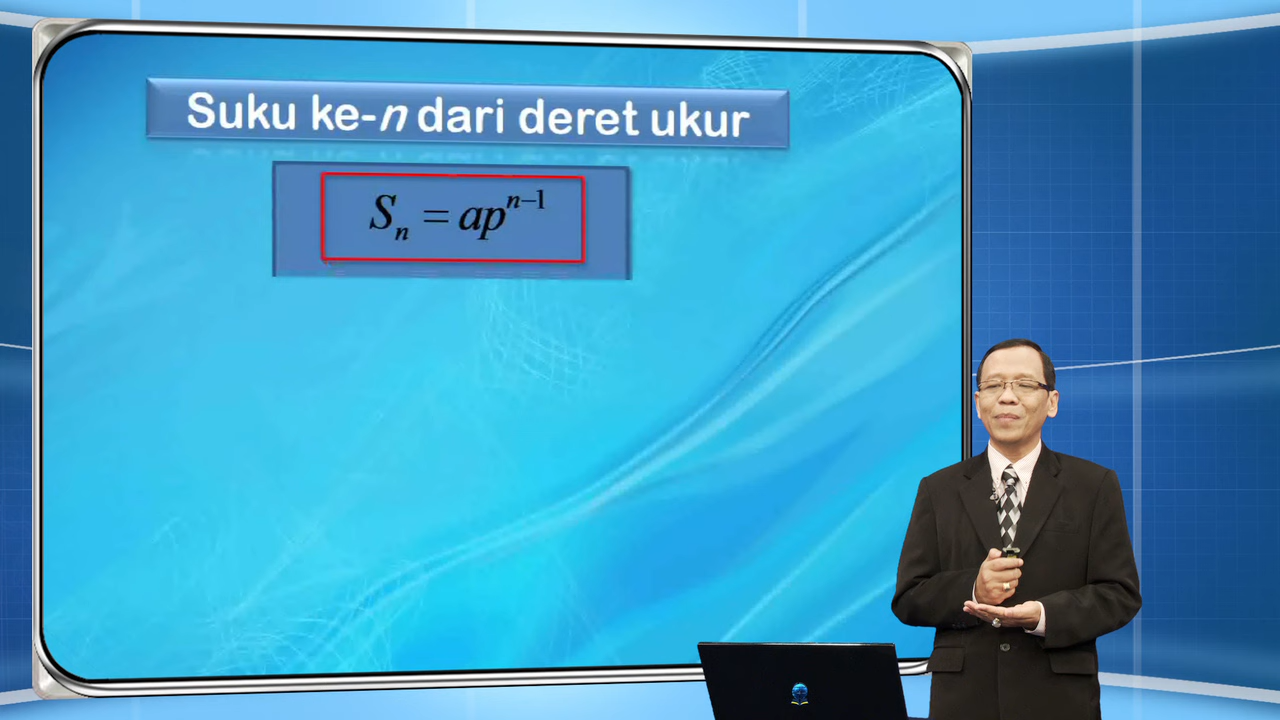 Suku ke-n dari deret ukur
Sₙ = apⁿ⁻¹